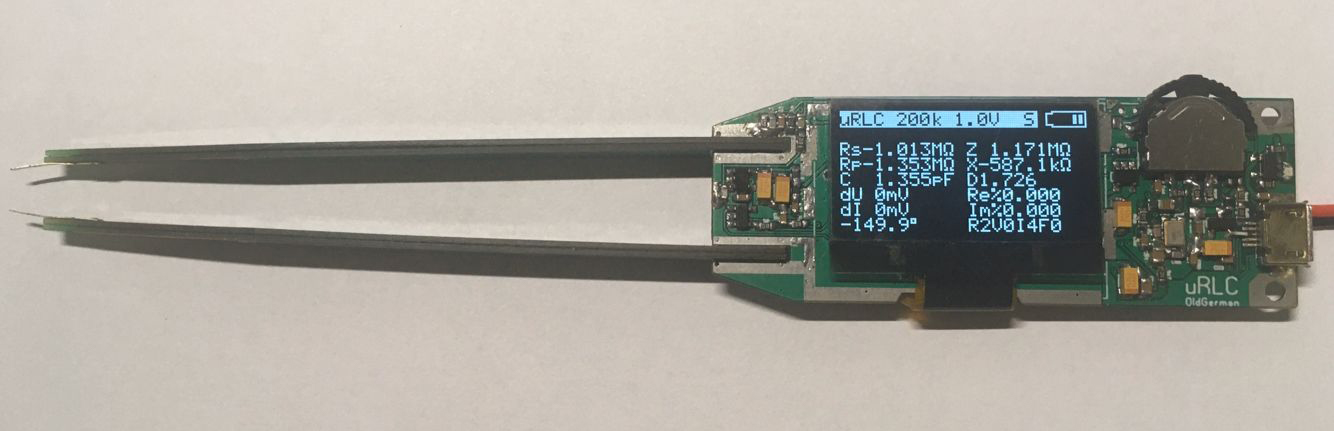 uRLC 200k 1.0V S
Rs-1.013MΩ Z 1.171MΩ
Rp-1.353MΩ X-587.1kΩ
C 1.355pF D1.726
dU 0mV Re%0.000
dI 0mV Im%0.000
-149.9° R2V0I4F0
uRLC
OldGerman